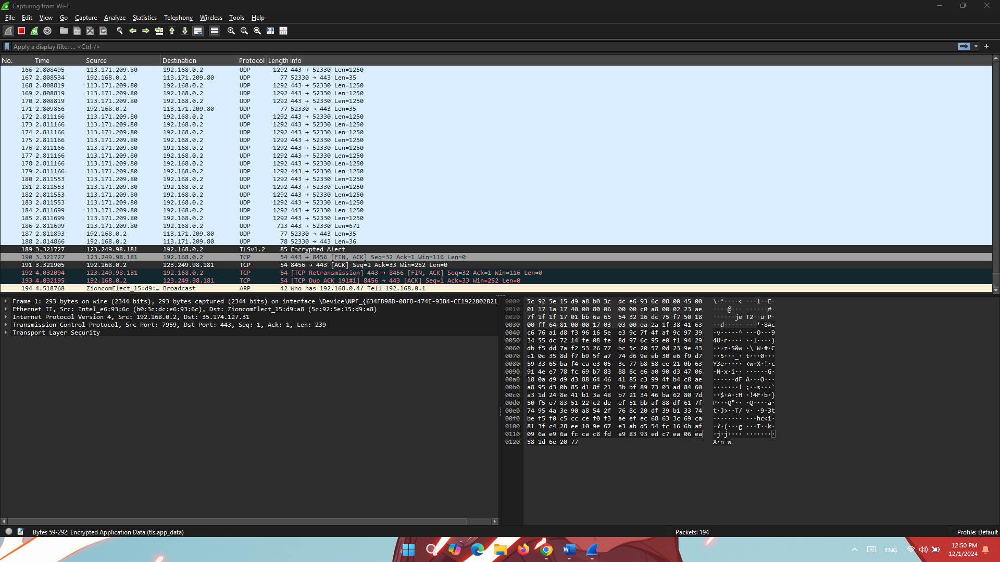 Capturing from Wi-Fi
File Edit View Go Capture Analyze Statistics Telephony Wireless Tools Help
Apply a display filter ... <Ctrl-/>
No. Time Source Destination Protocol Length Info
166 2.808495 113.171.209.80 192.168.0.2 UDP 1292 443 → 52330 Len=1250
167 2.808534 192.168.0.2 113.171.209.80 UDP 77 52330 → 443 Len=35
168 2.808819 113.171.209.80 192.168.0.2 UDP 1292 443 → 52330 Len=1250
169 2.808819 113.171.209.80 192.168.0.2 UDP 1292 443 → 52330 Len=1250
170 2.808819 113.171.209.80 192.168.0.2 UDP 1292 443 → 52330 Len=1250
171 2.809866 192.168.0.2 113.171.209.80 UDP 77 52330 → 443 Len=35
172 2.811166 113.171.209.80 192.168.0.2 UDP 1292 443 → 52330 Len=1250
173 2.811166 113.171.209.80 192.168.0.2 UDP 1292 443 → 52330 Len=1250
174 2.811166 113.171.209.80 192.168.0.2 UDP 1292 443 → 52330 Len=1250
175 2.811166 113.171.209.80 192.168.0.2 UDP 1292 443 → 52330 Len=1250
176 2.811166 113.171.209.80 192.168.0.2 UDP 1292 443 → 52330 Len=1250
177 2.811166 113.171.209.80 192.168.0.2 UDP 1292 443 → 52330 Len=1250
178 2.811166 113.171.209.80 192.168.0.2 UDP 1292 443 → 52330 Len=1250
179 2.811166 113.171.209.80 192.168.0.2 UDP 1292 443 → 52330 Len=1250
180 2.811553 113.171.209.80 192.168.0.2 UDP 1292 443 → 52330 Len=1250
181 2.811553 113.171.209.80 192.168.0.2 UDP 1292 443 → 52330 Len=1250
182 2.811553 113.171.209.80 192.168.0.2 UDP 1292 443 → 52330 Len=1250
183 2.811553 113.171.209.80 192.168.0.2 UDP 1292 443 → 52330 Len=1250
184 2.811699 113.171.209.80 192.168.0.2 UDP 1292 443 → 52330 Len=1250
185 2.811699 113.171.209.80 192.168.0.2 UDP 1292 443 → 52330 Len=1250
186 2.811699 113.171.209.80 192.168.0.2 UDP 713 443 → 52330 Len=671
187 2.811893 192.168.0.2 113.171.209.80 UDP 77 52330 → 443 Len=35
188 2.814866 192.168.0.2 113.171.209.80 UDP 78 52330 → 443 Len=36
189 3.321727 123.249.98.181 192.168.0.2 TLSv1.2 85 Encrypted Alert
190 3.321727 123.249.98.181 192.168.0.2 TCP 54 443 → 8456 [FIN, ACK] Seq=32 Ack=1 Win=116 Len=0
191 3.321905 192.168.0.2 123.249.98.181 TCP 54 8456 → 443 [ACK] Seq=1 Ack=33 Win=252 Len=0
192 4.032094 123.249.98.181 192.168.0.2 TCP 54 [TCP Retransmission] 443 → 8456 [FIN, ACK] Seq=32 Ack=1 Win=116 Len=0
193 4.032195 192.168.0.2 123.249.98.181 TCP 54 [TCP Dup ACK 191#1] 8456 → 443 [ACK] Seq=1 Ack=33 Win=252 Len=0
194 4.518768 ZioncomElect_15:d9:… Broadcast ARP 42 Who has 192.168.0.4? Tell 192.168.0.1
Frame 1: 293 bytes on wire (2344 bits), 293 bytes captured (2344 bits) on interface \Device\NPF_{634FD98D-08FB-474E-93B4-CE1922802821}
Ethernet II, Src: Intel_e6:93:6c (b0:3c:dc:e6:93:6c), Dst: ZioncomElect_15:d9:a8 (5c:92:5e:15:d9:a8)
Internet Protocol Version 4, Src: 192.168.0.2, Dst: 35.174.127.31
Transmission Control Protocol, Src Port: 7959, Dst Port: 443, Seq: 1, Ack: 1, Len: 239
Transport Layer Security
0000 5c 92 5e 15 d9 a8 b0 3c dc e6 93 6c 08 00 45 00 \·^····< ···l··E·
0010 01 17 1a 17 40 00 80 06 00 00 c0 a8 00 02 23 ae ····@··· ······#·
0020 7f 1f 1f 17 01 bb 6a 65 54 32 16 dc 75 f7 50 18 ······je T2··u·P·
0030 00 ff 64 81 00 00 17 03 03 00 ea 2a 1f 38 41 63 ··d····· ···*·8Ac
0040 c6 76 a1 d8 f3 96 16 5e e3 9c 7f 4f af 9c 97 39 ·v·····^ ···O···9
0050 34 55 dc 72 14 fe 08 fe 8d 97 6c 95 e0 f1 94 29 4U·r···· ··l····)
0060 db f5 dd 7a f2 53 26 77 bc 5c 20 57 0d 23 9e 43 ···z·S&w ·\ W·#·C
0070 c1 0c 35 8d f7 b9 5f a7 74 d6 9e eb 30 e6 f9 d7 ··5···_· t···0···
0080 59 33 65 ba f4 ca e3 05 3c 77 b8 58 ee 21 0b 63 Y3e····· <w·X·!·c
0090 91 4e e7 78 fc 69 b7 83 88 8c e6 a0 90 d3 47 06 ·N·x·i·· ······G·
00a0 18 0a d9 d9 d3 88 64 46 41 85 c3 99 4f b4 c8 ae ······dF A···O···
00b0 a8 95 d3 0b 85 d1 8f 21 3b bf 89 73 03 ad 84 60 ·······! ;··s···`
00c0 a3 1d 24 8e 41 b1 3a 48 b7 21 34 46 ba 62 80 7d ··$·A·:H ·!4F·b·}
00d0 50 f5 e7 83 51 22 c2 de ef 51 bb af 88 df 61 7f P···Q"·· ·Q····a·
00e0 74 95 4a 3e 90 a8 54 2f 76 8c 20 df 39 b1 33 74 t·J>··T/ v· ·9·3t
00f0 be f5 f0 c5 cc ce f0 f3 ae ef ec 68 63 3c 69 ca ········ ···hc<i·
0100 81 3f c4 28 ee 10 9e 67 e3 ab d5 54 fc 16 6b af ·?·(···g ···T··k·
0110 09 6a e9 6a fc ca c8 fd a9 83 93 ed c7 ea 06 ea ·j·j···· ········
0120 58 1d 6e 20 77 X·n w
Bytes 59-292: Encrypted Application Data (tls.app_data) Packets: 194 Profile: Default
ENG 12:50 PM
12/1/2024